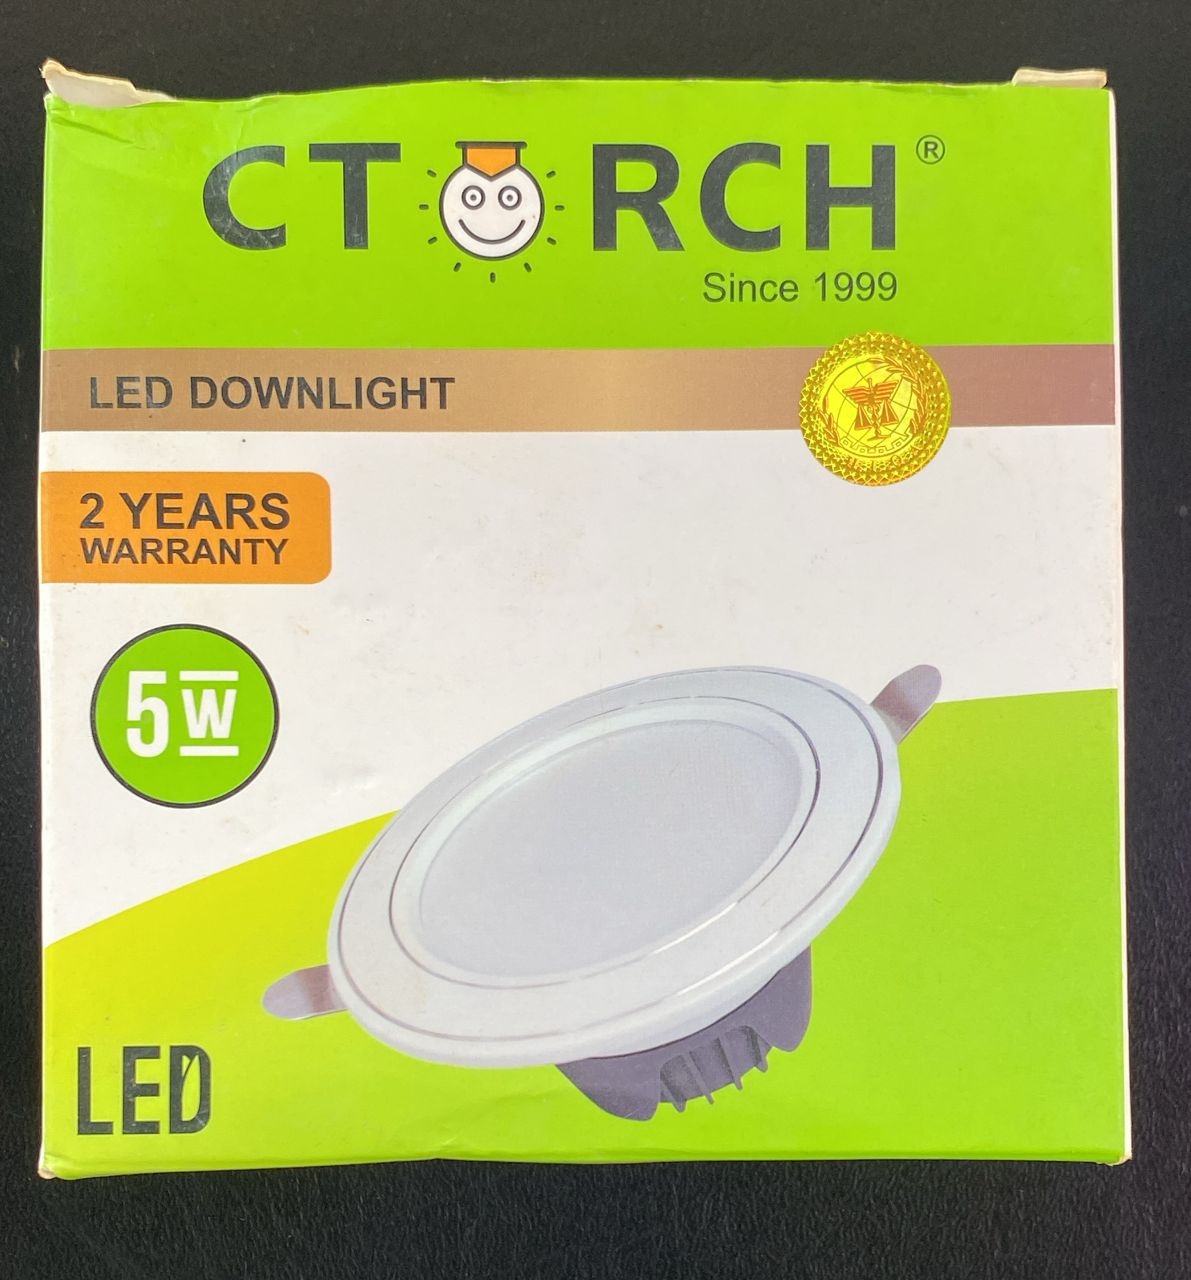 CTORCH®
Since 1999
LED DOWNLIGHT
2 YEARS
WARRANTY
5W
LED